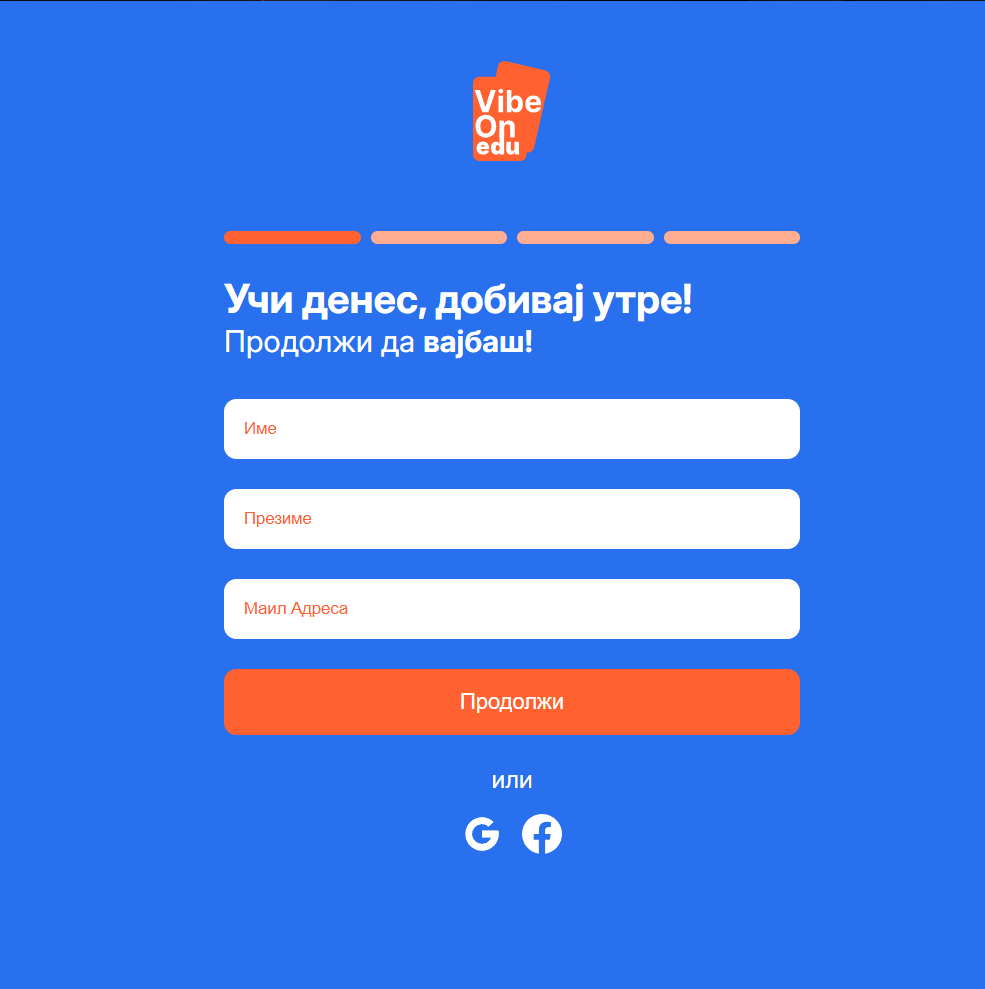 Vibe
On
edu
Учи денес, добивај утре!
Продолжи да вајбаш!
Име
Презиме
Маил Адреса
Продолжи
или